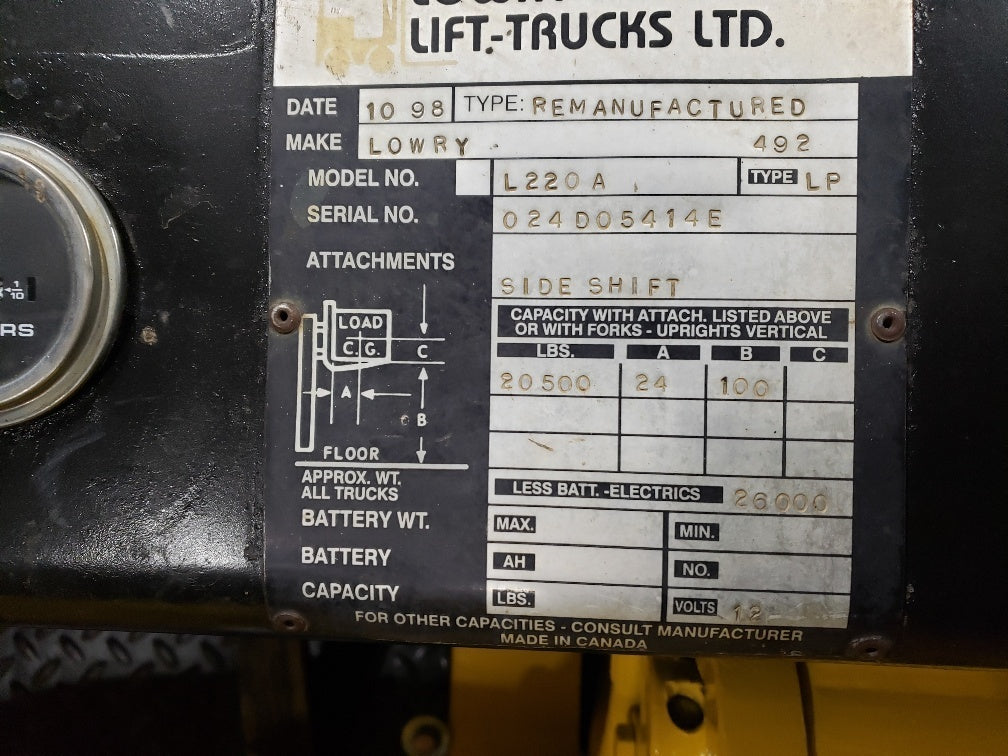 LIFT-TRUCKS LTD.
DATE 10 98 TYPE: REMANUFACTURED
MAKE LOWRY 492
MODEL NO. L220A TYPE LP
SERIAL NO. 024D05414E
ATTACHMENTS
SIDE SHIFT
CAPACITY WITH ATTACH. LISTED ABOVE
OR WITH FORKS - UPRIGHTS VERTICAL
LBS. A B C
20500 24 100
LOAD
C.G.
C
A
B
FLOOR
APPROX. WT.
ALL TRUCKS
LESS BATT. -ELECTRICS 26000
BATTERY WT. MAX. MIN.
BATTERY AH NO.
CAPACITY LBS. VOLTS 12
FOR OTHER CAPACITIES - CONSULT MANUFACTURER
MADE IN CANADA
1/10
RS